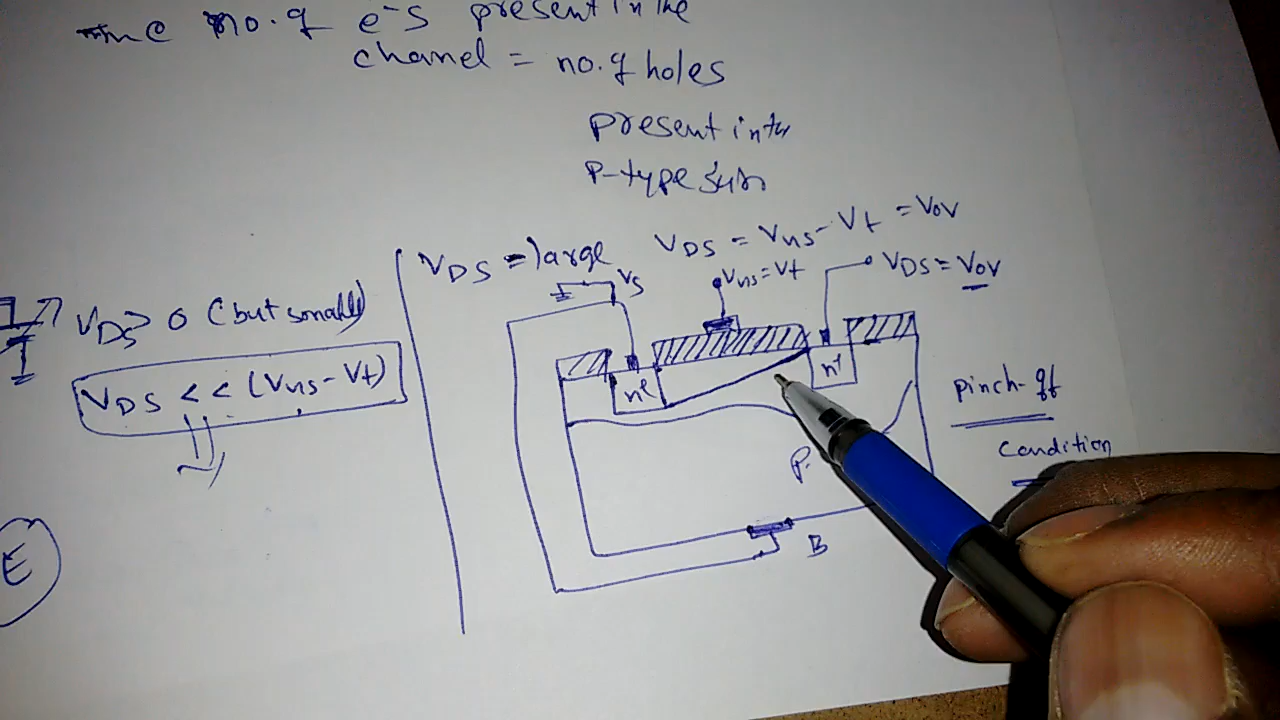 The no. of e-s present in the
channel = no. of holes
present in the
P-type sub
VDS = large
VDS = VGS - Vt = VOV
VS
VGS = Vt
VDS = VOV
VDS > 0 (but small)
VDS << (VGS - Vt)
n+
n+
pinch-off
condition
P-
B
E